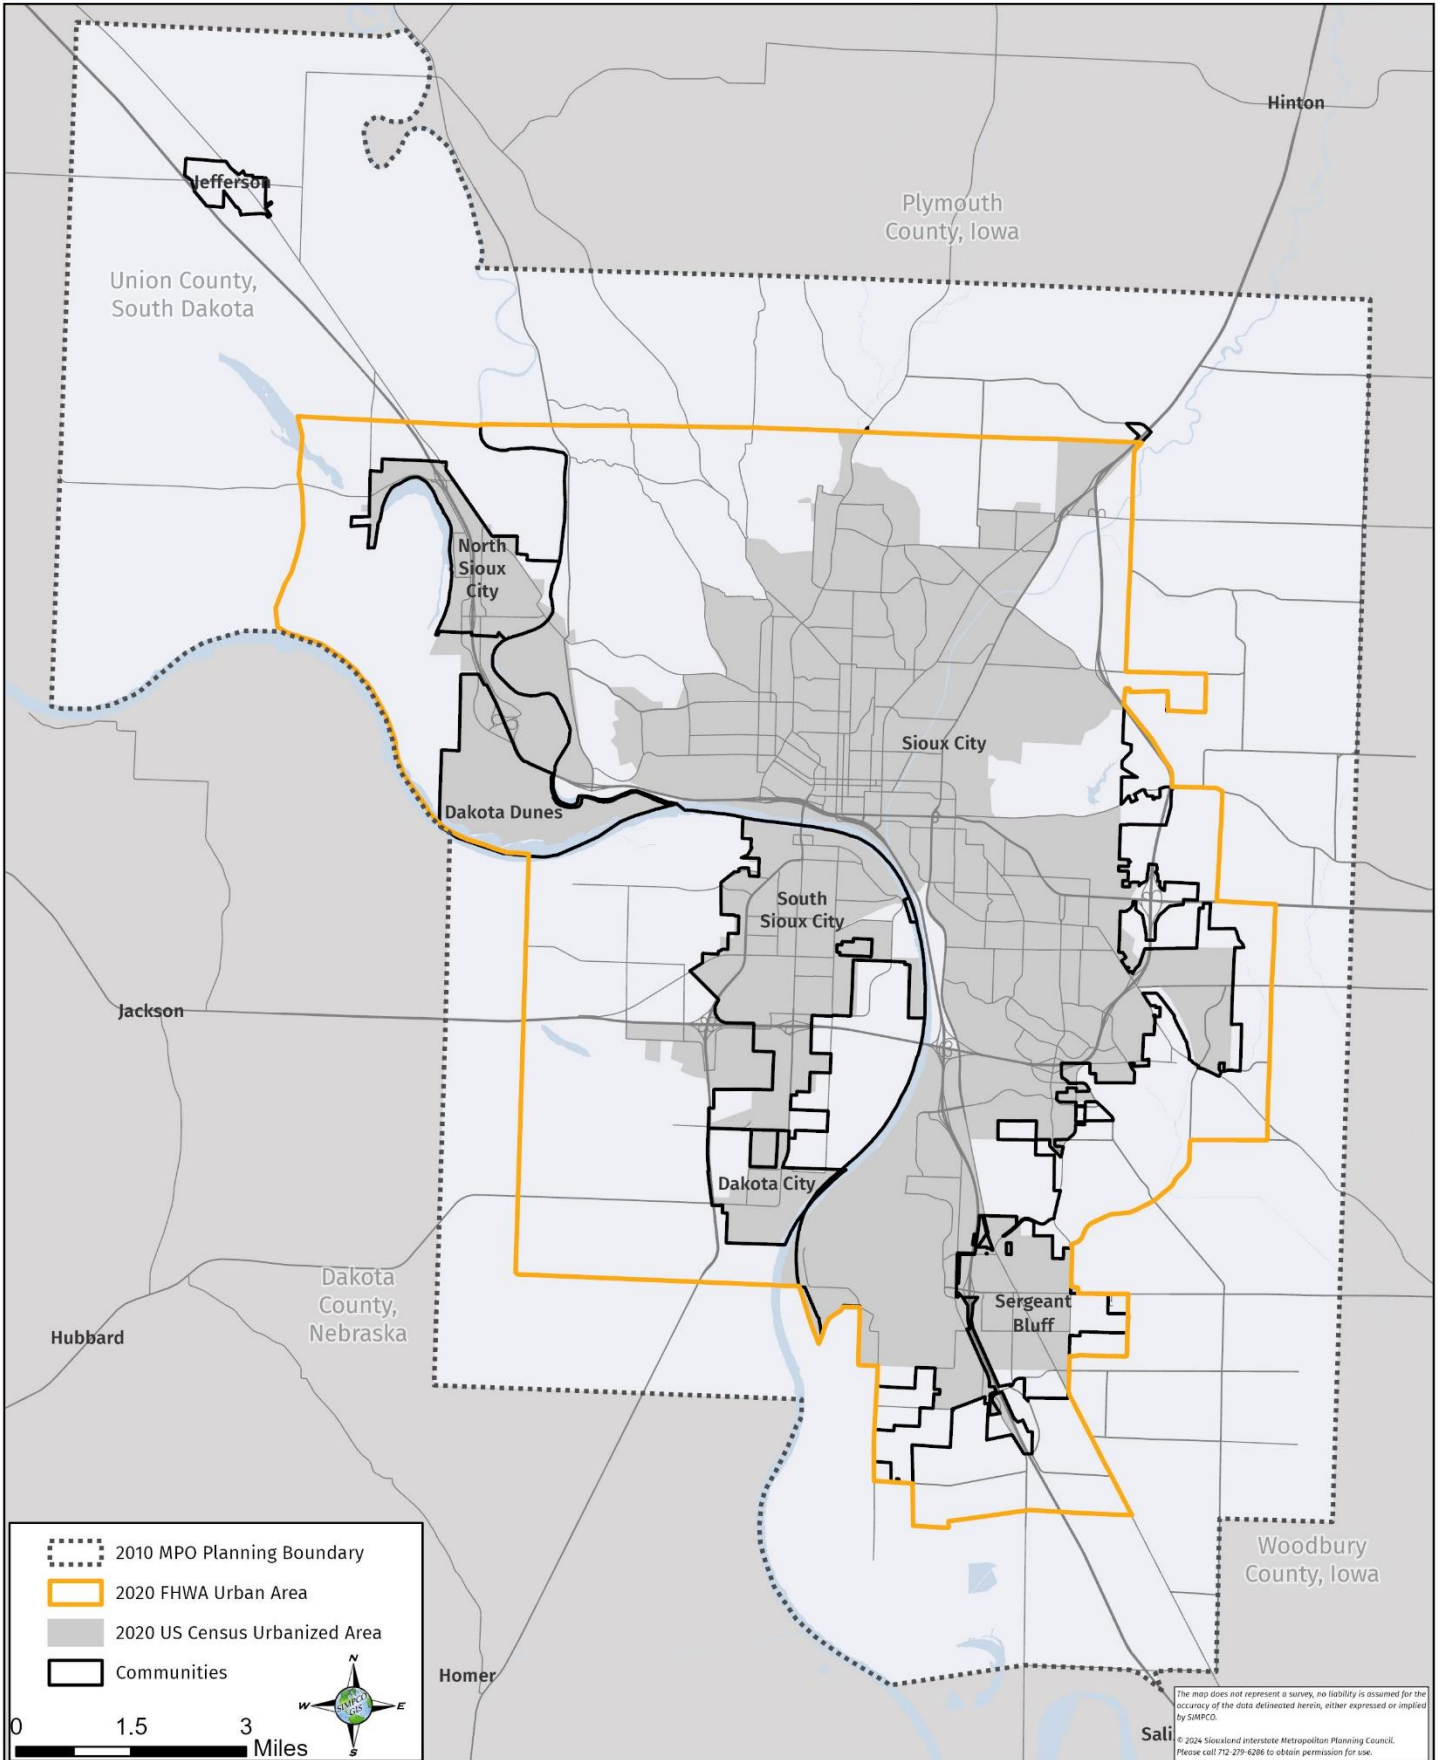 Hinton
Plymouth
County, Iowa
Jefferson
Union County,
South Dakota
North
Sioux
City
Sioux City
Dakota Dunes
South
Sioux City
Jackson
Dakota City
Dakota
County,
Nebraska
Sergeant
Bluff
Hubbard
Woodbury
County, Iowa
2010 MPO Planning Boundary
2020 FHWA Urban Area
2020 US Census Urbanized Area
Communities
N
W
E
S
SIMPCO
GIS
0 1.5 3
Miles
Homer
Sali
The map does not represent a survey, no liability is assumed for the
accuracy of the data delineated herein, either expressed or implied
by SIMPCO.
© 2024 Siouxland Interstate Metropolitan Planning Council.
Please call 712-279-6286 to obtain permission for use.